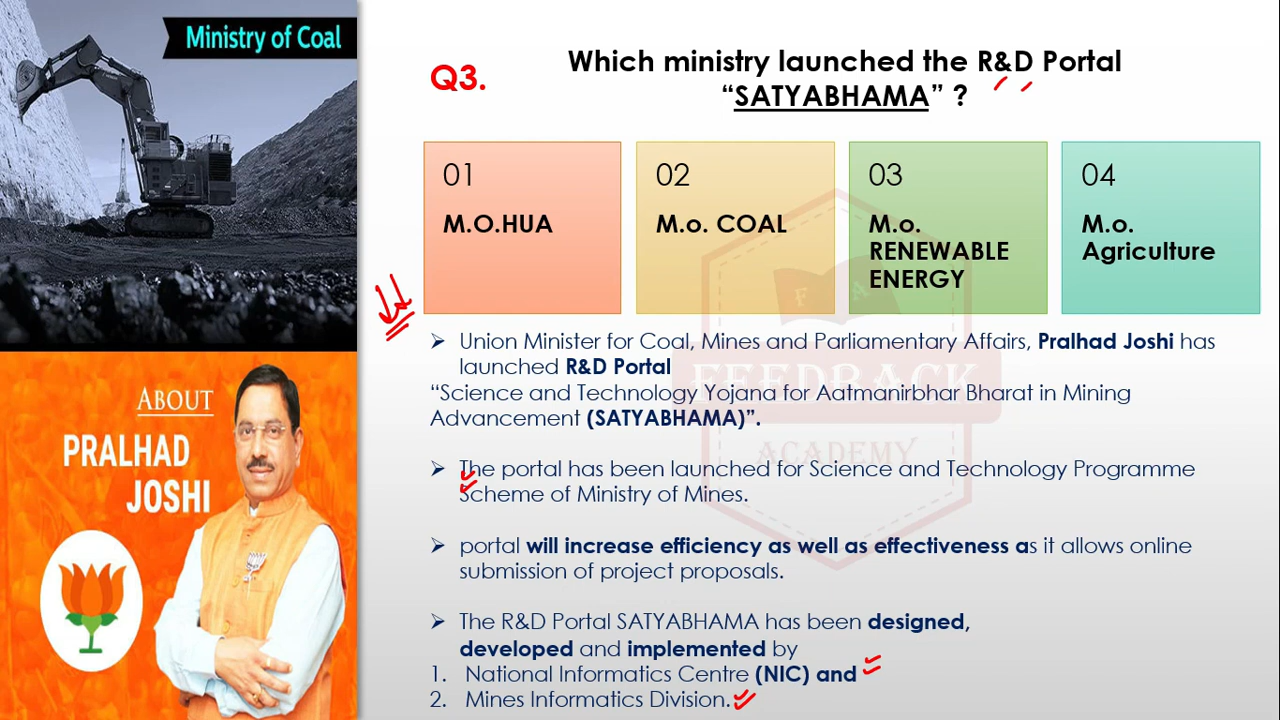 Ministry of Coal
Q3.
Which ministry launched the R&D Portal
“SATYABHAMA” ?
01
M.O.HUA
02
M.o. COAL
03
M.o.
RENEWABLE
ENERGY
04
M.o.
Agriculture
➢ Union Minister for Coal, Mines and Parliamentary Affairs, Pralhad Joshi has
launched R&D Portal
“Science and Technology Yojana for Aatmanirbhar Bharat in Mining
Advancement (SATYABHAMA)”.
➢ The portal has been launched for Science and Technology Programme
Scheme of Ministry of Mines.
➢ portal will increase efficiency as well as effectiveness as it allows online
submission of project proposals.
➢ The R&D Portal SATYABHAMA has been designed,
developed and implemented by
1. National Informatics Centre (NIC) and
2. Mines Informatics Division.
ABOUT
PRALHAD
JOSHI
F A
FEEDBACK
ACADEMY